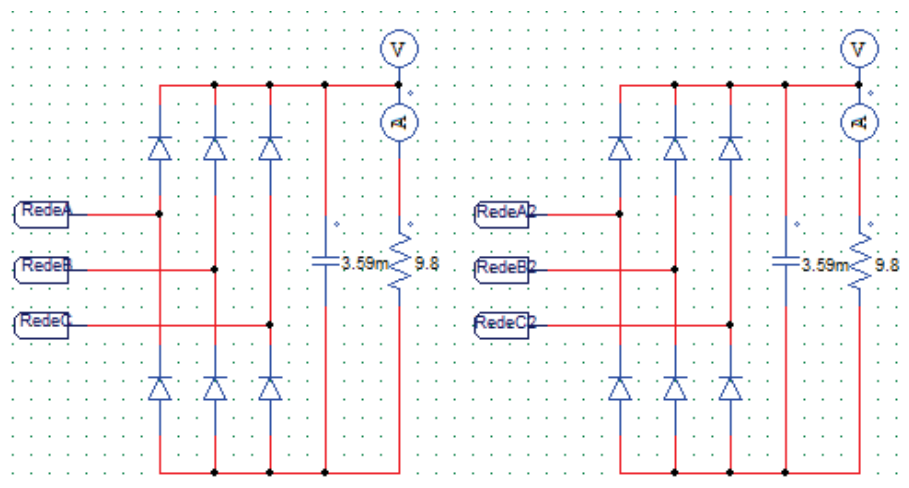 V
V
A
A
RedeA
RedeA2
RedeB
3.59m
9.8
RedeB2
3.59m
9.8
RedeC
RedeC2